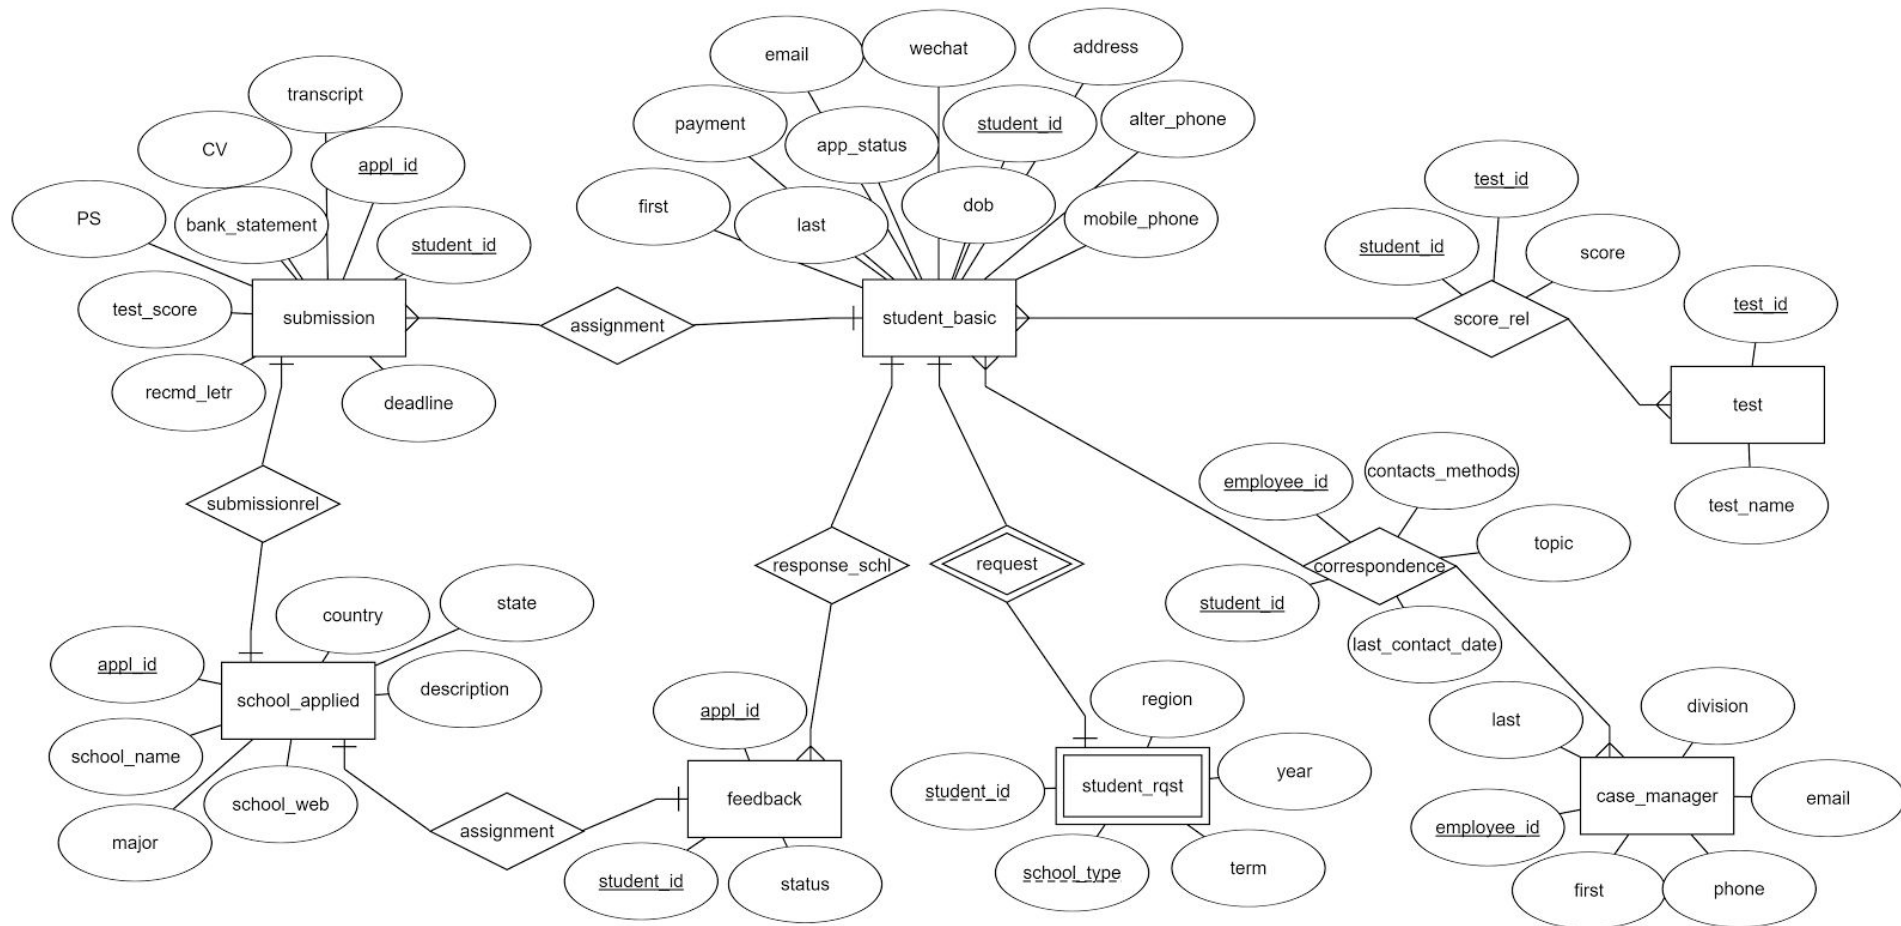 email
wechat
address
transcript
payment
app_status
student_id
alter_phone
CV
appl_id
first
last
dob
mobile_phone
test_id
PS
bank_statement
student_id
student_id
score
test_id
test_score
submission
assignment
student_basic
score_rel
recmd_letr
deadline
test
employee_id
contacts_methods
test_name
submissionrel
topic
response_schl
request
correspondence
student_id
last_contact_date
country
state
appl_id
school_applied
description
appl_id
region
last
division
school_name
school_web
major
assignment
feedback
student_id
student_rqst
year
case_manager
email
employee_id
student_id
status
school_type
term
first
phone